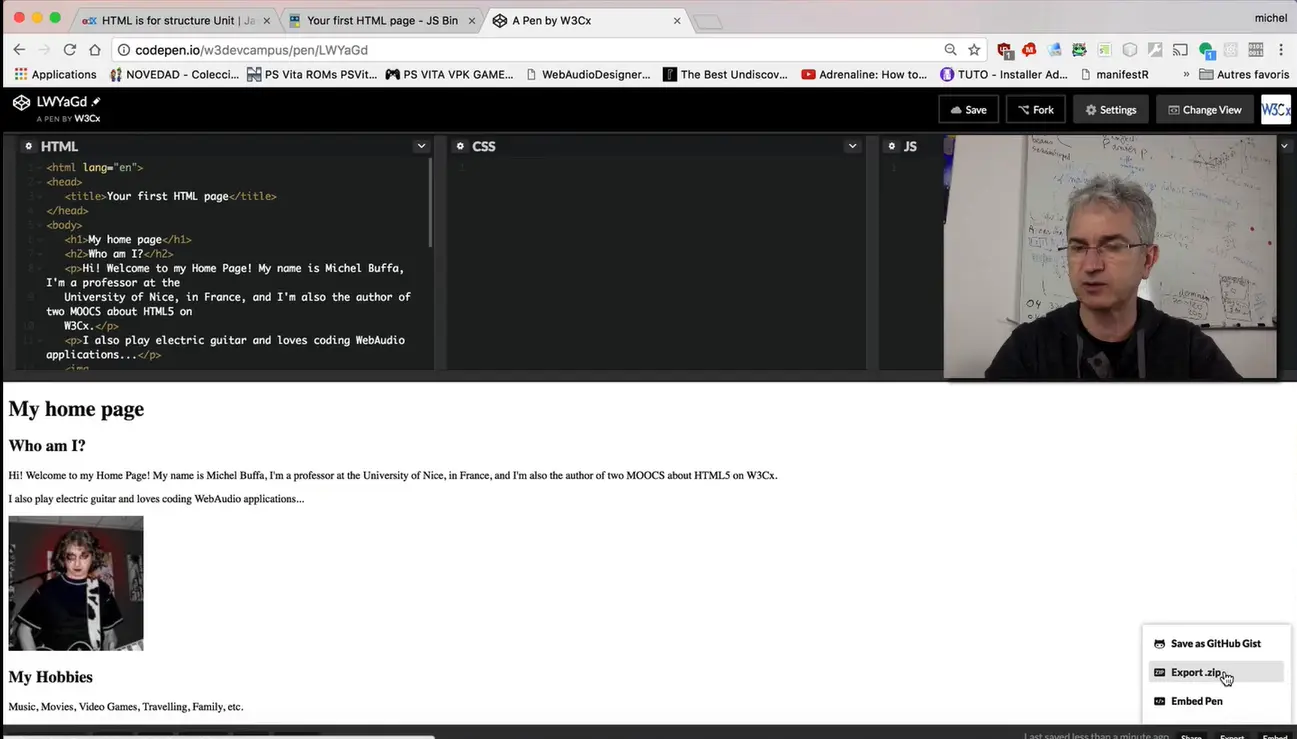 HTML is for structure Unit | Ja
Your first HTML page - JS Bin
A Pen by W3Cx
michel
codepen.io/w3devcampus/pen/LWYaGd
Applications
NOVEDAD - Colecci...
PS Vita ROMs PSVit...
PS VITA VPK GAME...
WebAudioDesigner...
The Best Undiscov...
Adrenaline: How to...
TUTO - Installer Ad...
manifestR
»
Autres favoris
LWYaGd
A PEN BY W3Cx
Save
Fork
Settings
Change View
W3Cx
HTML
CSS
JS
<html lang="en">
<head>
<title>Your first HTML page</title>
</head>
<body>
<h1>My home page</h1>
<h2>Who am I?</h2>
<p>Hi! Welcome to my Home Page! My name is Michel Buffa,
I'm a professor at the
University of Nice, in France, and I'm also the author of
two MOOCS about HTML5 on
W3Cx.</p>
<p>I also play electric guitar and loves coding WebAudio
applications...</p>
<img
My home page
Who am I?
Hi! Welcome to my Home Page! My name is Michel Buffa, I'm a professor at the University of Nice, in France, and I'm also the author of two MOOCS about HTML5 on W3Cx.
I also play electric guitar and loves coding WebAudio applications...
My Hobbies
Music, Movies, Video Games, Travelling, Family, etc.
Save as GitHub Gist
Export .zip
Embed Pen
Last saved less than a minute ago
Share
Export
Embed